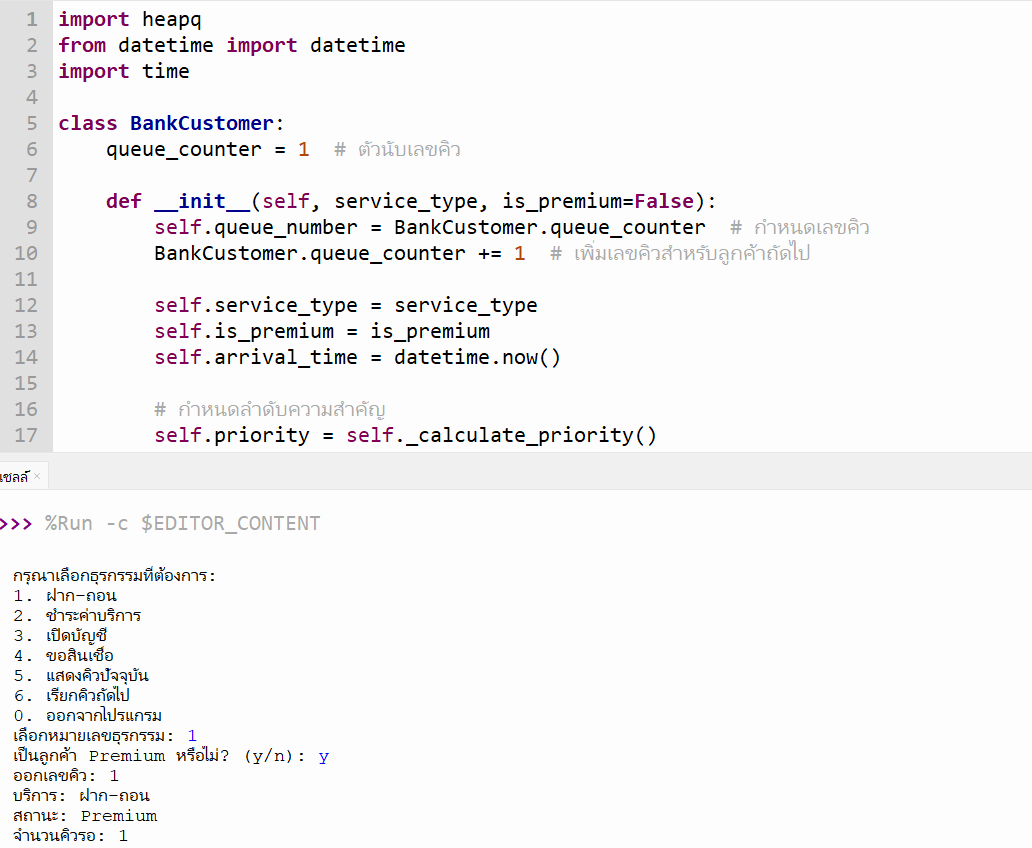 1 import heapq
2 from datetime import datetime
3 import time
4
5 class BankCustomer:
6     queue_counter = 1  # ตัวนับเลขคิว
7
8     def __init__(self, service_type, is_premium=False):
9         self.queue_number = BankCustomer.queue_counter  # กำหนดเลขคิว
10         BankCustomer.queue_counter += 1  # เพิ่มเลขคิวสำหรับลูกค้าถัดไป
11
12         self.service_type = service_type
13         self.is_premium = is_premium
14         self.arrival_time = datetime.now()
15
16         # กำหนดลำดับความสำคัญ
17         self.priority = self._calculate_priority()
เชลล์ ×
>>> %Run -c $EDITOR_CONTENT
กรุณาเลือกธุรกรรมที่ต้องการ:
1. ฝาก-ถอน
2. ชำระค่าบริการ
3. เปิดบัญชี
4. ขอสินเชื่อ
5. แสดงคิวปัจจุบัน
6. เรียกคิวถัดไป
0. ออกจากโปรแกรม
เลือกหมายเลขธุรกรรม: 1
เป็นลูกค้า Premium หรือไม่? (y/n): y
ออกเลขคิว: 1
บริการ: ฝาก-ถอน
สถานะ: Premium
จำนวนคิวรอ: 1